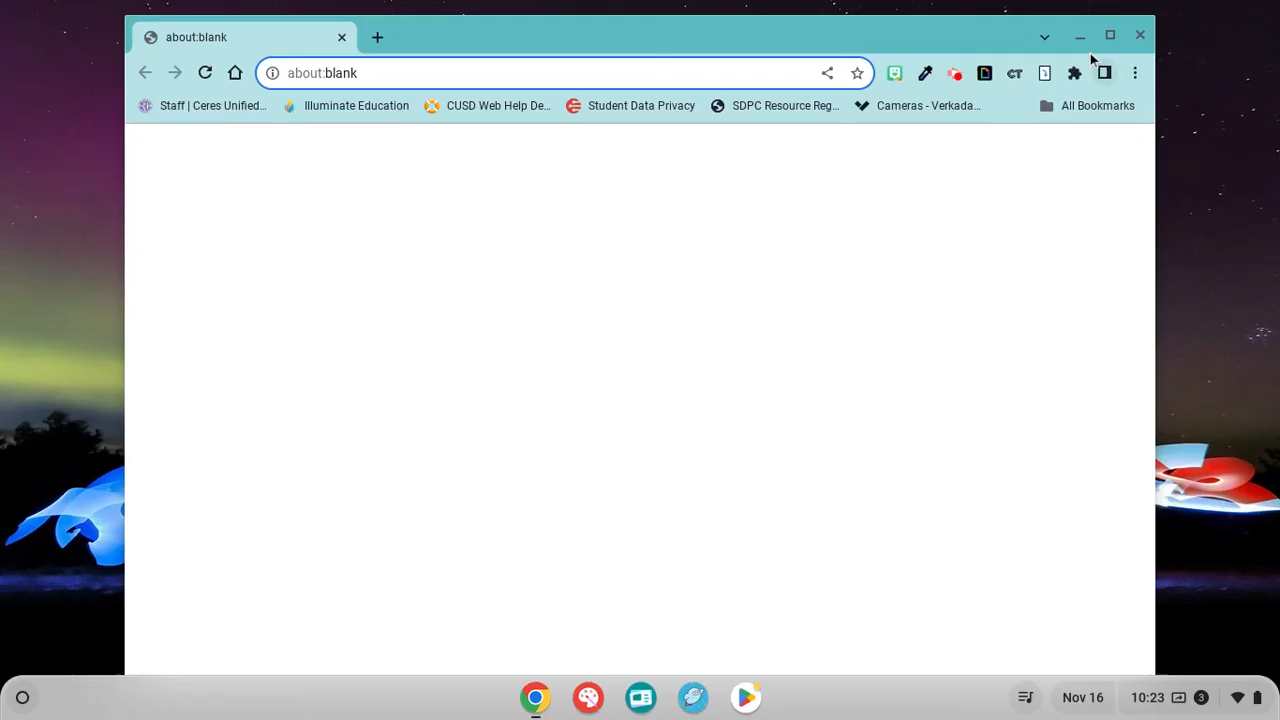 about:blank
about:blank
CT
Staff | Ceres Unified...
Illuminate Education
CUSD Web Help De...
Student Data Privacy
SDPC Resource Reg...
Cameras - Verkada...
All Bookmarks
Nov 16
10:23
3